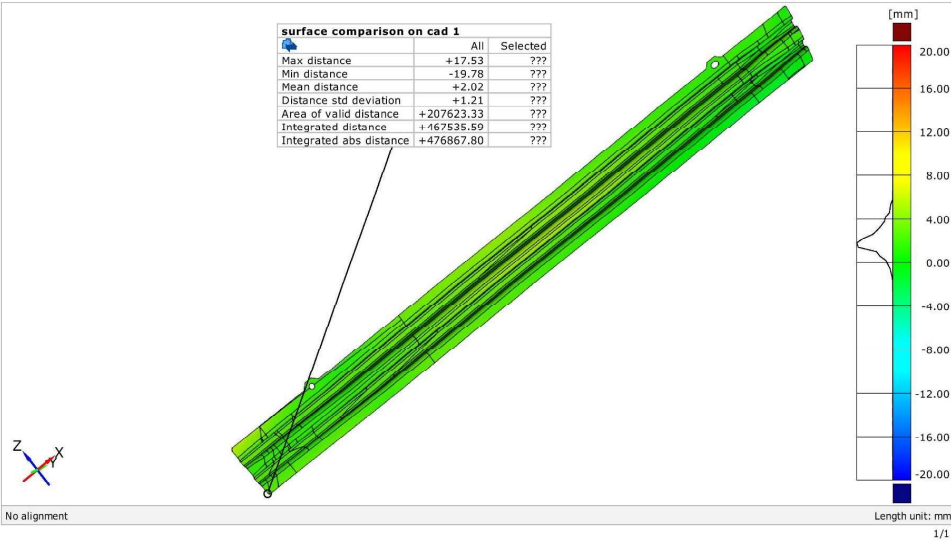 surface comparison on cad 1
All Selected
Max distance +17.53 ???
Min distance -19.78 ???
Mean distance +2.02 ???
Distance std deviation +1.21 ???
Area of valid distance +207623.33 ???
Integrated distance +467535.59 ???
Integrated abs distance +476867.80 ???
[mm]
20.00
16.00
12.00
8.00
4.00
0.00
-4.00
-8.00
-12.00
-16.00
-20.00
Z
X
Y
No alignment Length unit: mm
1/1